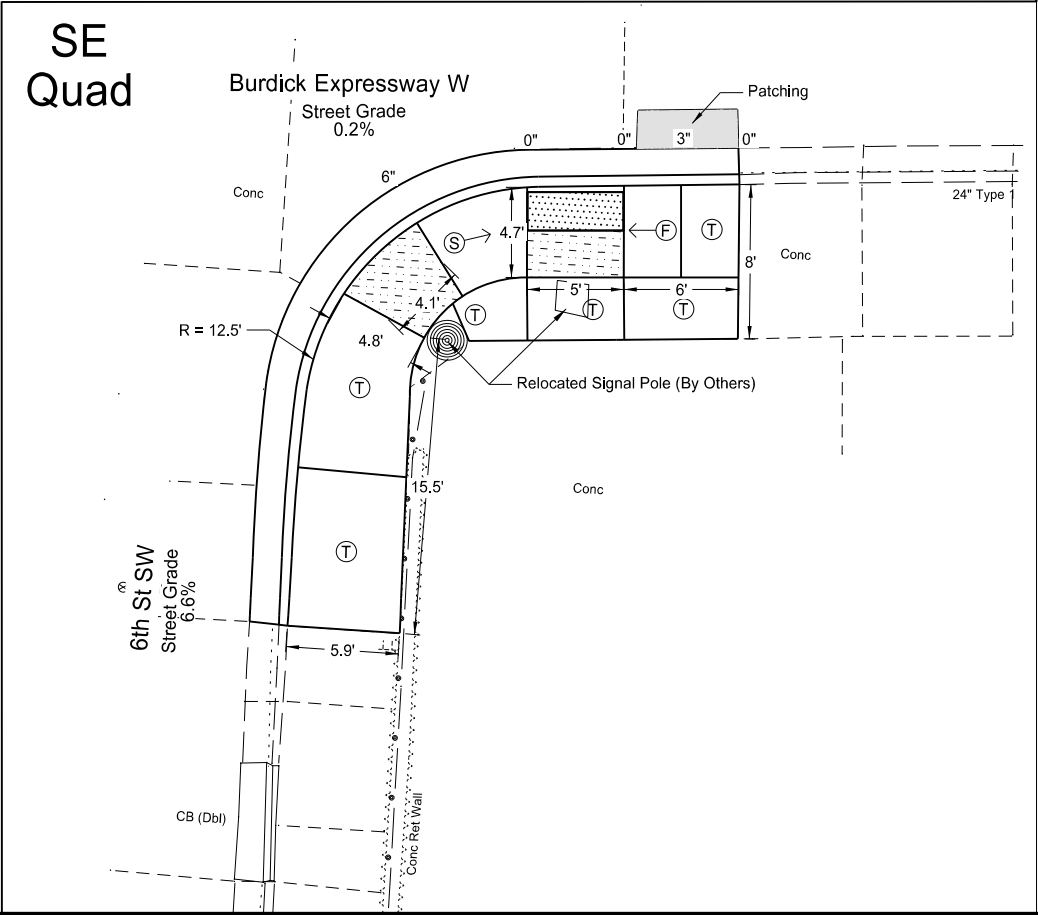 SE
Quad
Burdick Expressway W
Street Grade
0.2%
Patching
0"
0"
3"
0"
6"
Conc
24" Type 1
S
4.7'
F
T
Conc
8'
4.1'
5'
6'
T
T
T
R = 12.5'
4.8'
T
Relocated Signal Pole (By Others)
15.5'
Conc
T
6th St SW
Street Grade
6.6%
5.9'
CB (Dbl)
Conc Ret Wall